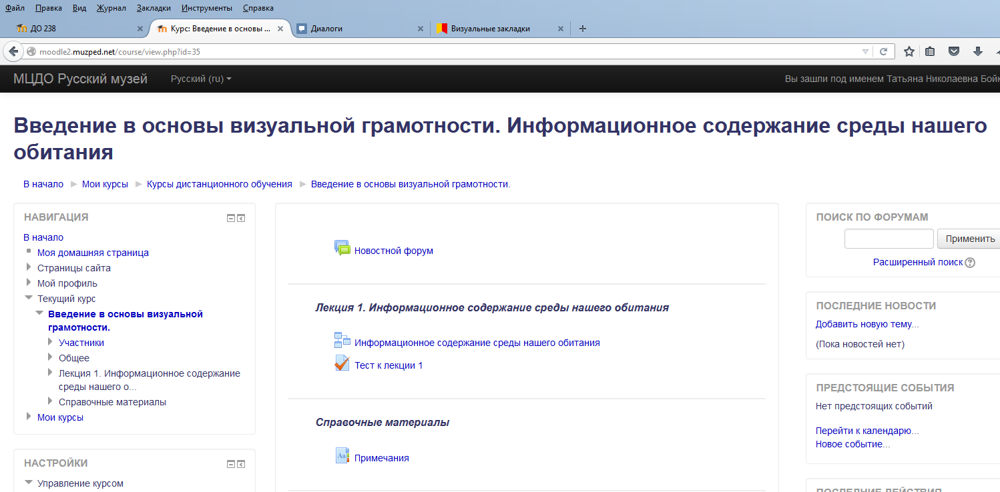 Файл Правка Вид Журнал Закладки Инструменты Справка
ДО 238 × Курс: Введение в основы ... × Диалоги × Визуальные закладки × +
moodle2.muzped.net/course/view.php?id=35
МЦДО Русский музей Русский (ru) Вы зашли под именем Татьяна Николаевна Бойк
Введение в основы визуальной грамотности. Информационное содержание среды нашего
обитания
В начало Мои курсы Курсы дистанционного обучения Введение в основы визуальной грамотности.
НАВИГАЦИЯ
В начало
Моя домашняя страница
Страницы сайта
Мой профиль
Текущий курс
Введение в основы визуальной
грамотности.
Участники
Общее
Лекция 1. Информационное содержание
среды нашего о...
Справочные материалы
Мои курсы
НАСТРОЙКИ
Управление курсом
Новостной форум
Лекция 1. Информационное содержание среды нашего обитания
Информационное содержание среды нашего обитания
Тест к лекции 1
Справочные материалы
Aa
Примечания
ПОИСК ПО ФОРУМАМ
Применить
Расширенный поиск ?
ПОСЛЕДНИЕ НОВОСТИ
Добавить новую тему...
(Пока новостей нет)
ПРЕДСТОЯЩИЕ СОБЫТИЯ
Нет предстоящих событий
Перейти к календарю...
Новое событие...
ПОСЛЕДНИЕ ДЕЙСТВИЯ